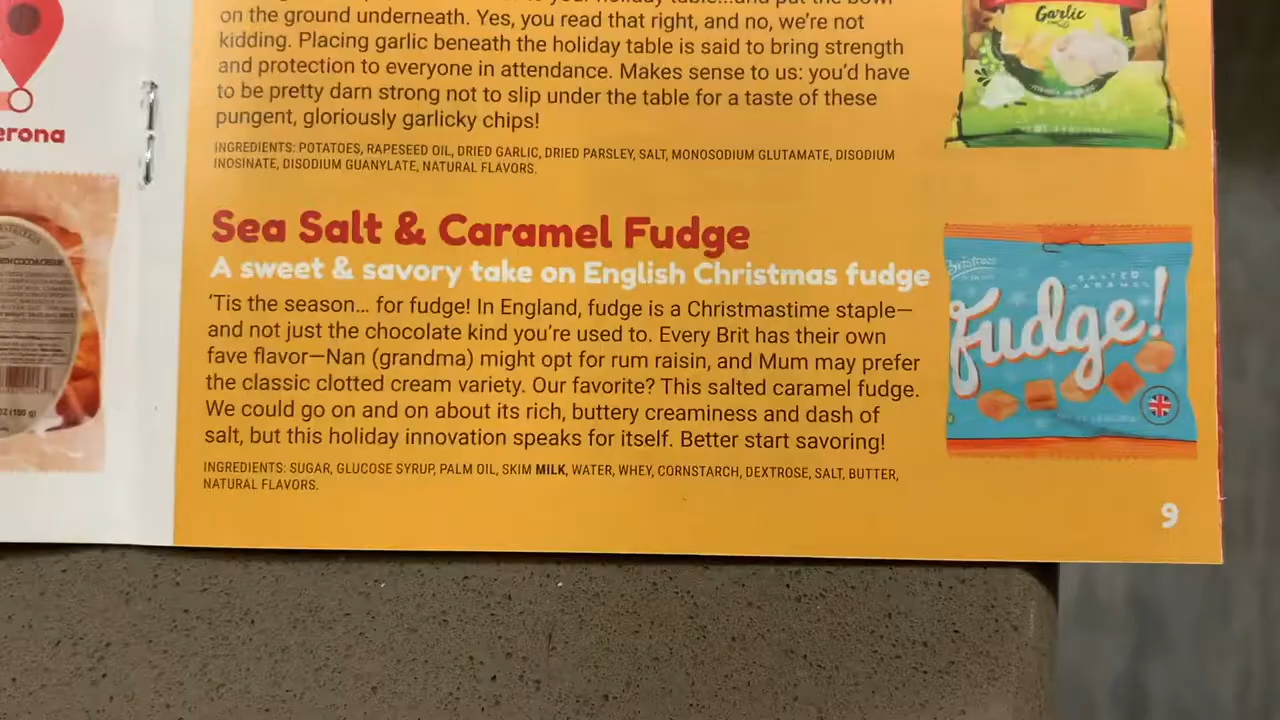 on the ground underneath. Yes, you read that right, and no, we're not
kidding. Placing garlic beneath the holiday table is said to bring strength
and protection to everyone in attendance. Makes sense to us: you'd have
to be pretty darn strong not to slip under the table for a taste of these
pungent, gloriously garlicky chips!
INGREDIENTS: POTATOES, RAPESEED OIL, DRIED GARLIC, DRIED PARSLEY, SALT, MONOSODIUM GLUTAMATE, DISODIUM
INOSINATE, DISODIUM GUANYLATE, NATURAL FLAVORS.
Garlic
erona
Sea Salt & Caramel Fudge
A sweet & savory take on English Christmas fudge
'Tis the season... for fudge! In England, fudge is a Christmastime staple—
and not just the chocolate kind you're used to. Every Brit has their own
fave flavor—Nan (grandma) might opt for rum raisin, and Mum may prefer
the classic clotted cream variety. Our favorite? This salted caramel fudge.
We could go on and on about its rich, buttery creaminess and dash of
salt, but this holiday innovation speaks for itself. Better start savoring!
INGREDIENTS: SUGAR, GLUCOSE SYRUP, PALM OIL, SKIM MILK, WATER, WHEY, CORNSTARCH, DEXTROSE, SALT, BUTTER,
NATURAL FLAVORS.
SALTED
CARAMEL
Fudge!
9